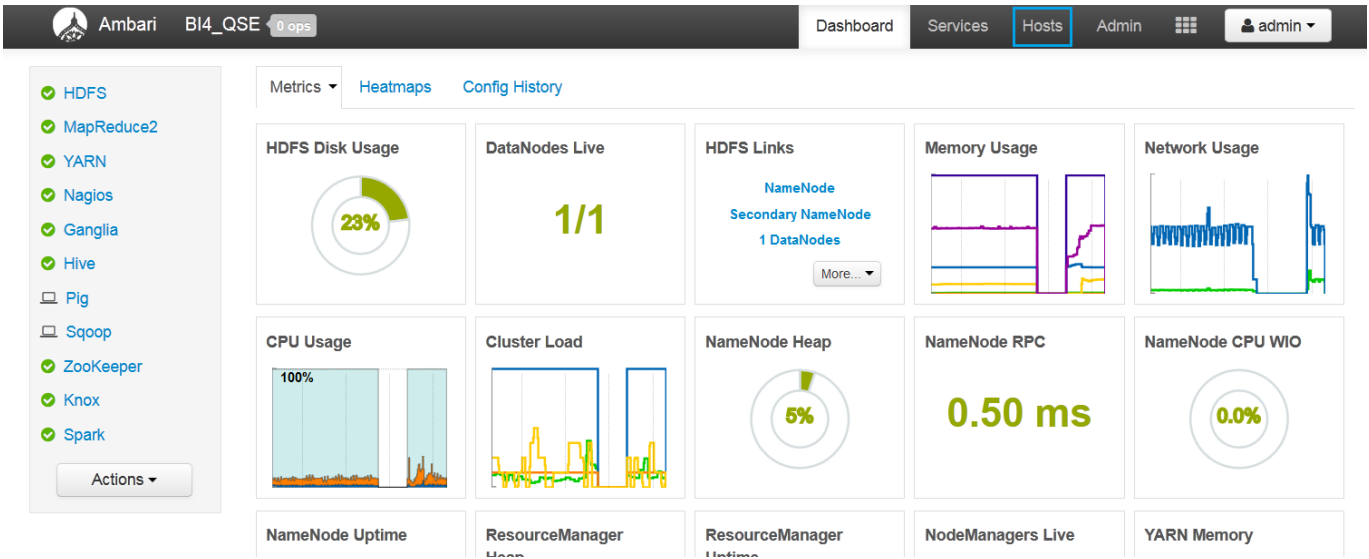 Ambari BI4_QSE 0 ops Dashboard Services Hosts Admin admin
HDFS
MapReduce2
YARN
Nagios
Ganglia
Hive
Pig
Sqoop
ZooKeeper
Knox
Spark
Actions
Metrics Heatmaps Config History
HDFS Disk Usage
23%
DataNodes Live
1/1
HDFS Links
NameNode
Secondary NameNode
1 DataNodes
More...
Memory Usage
Network Usage
CPU Usage
100%
Cluster Load
NameNode Heap
5%
NameNode RPC
0.50 ms
NameNode CPU WIO
0.0%
NameNode Uptime
ResourceManager
Heap
ResourceManager
Uptime
NodeManagers Live
YARN Memory